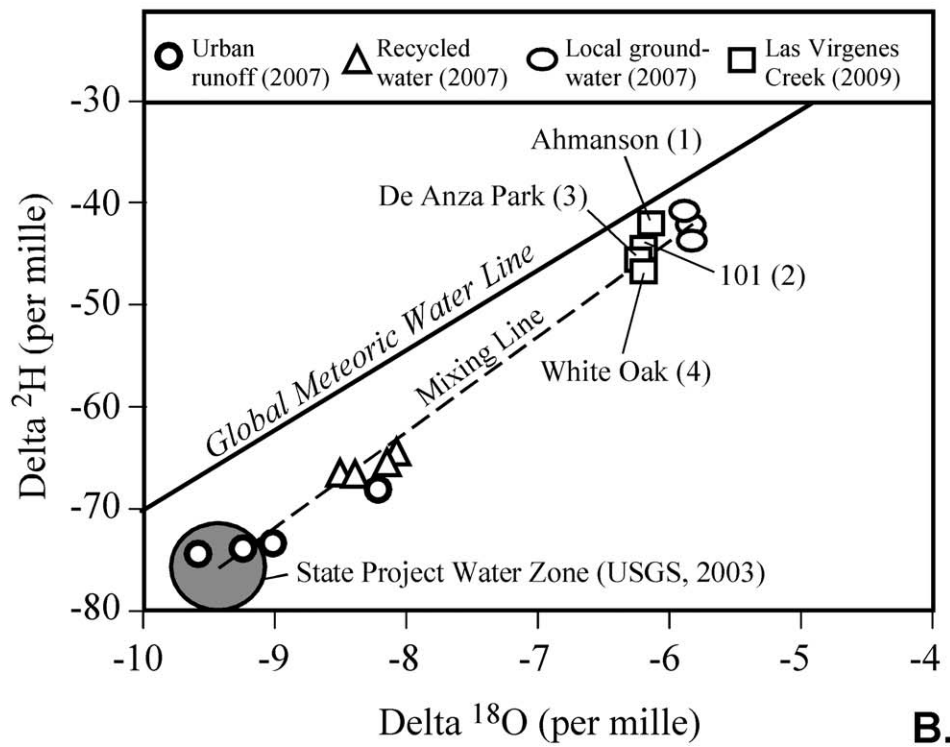 Urban
runoff (2007)
Recycled
water (2007)
Local ground-
water (2007)
Las Virgenes
Creek (2009)
-30
-40
-50
-60
-70
-80
Delta ²H (per mille)
Ahmanson (1)
De Anza Park (3)
101 (2)
White Oak (4)
Global Meteoric Water Line
Mixing Line
State Project Water Zone (USGS, 2003)
-10
-9
-8
-7
-6
-5
-4
Delta ¹⁸O (per mille)
B.